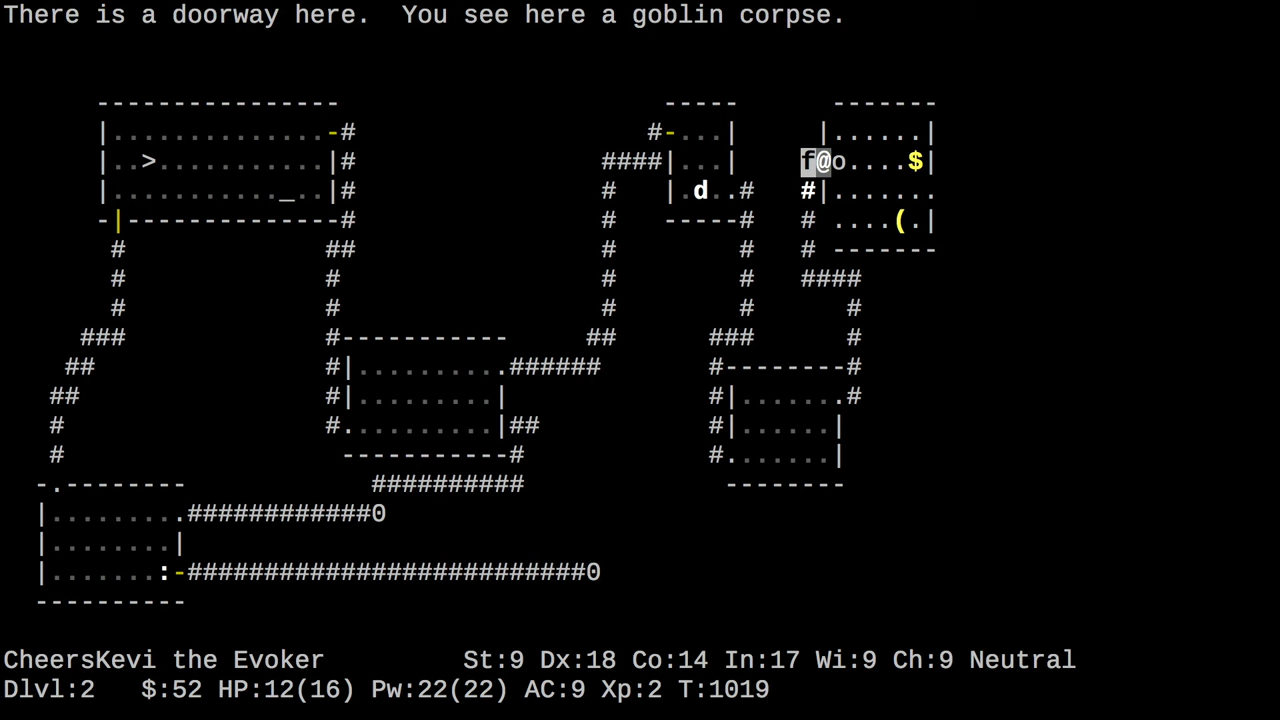 There is a doorway here.  You see here a goblin corpse.
 ---------------                      -----      -------
|..............-#                    #-...|     |......|
|..>...........|#                 ####|...|    f@o....$|
|..........._..|#                 #   |.d..#   #|.......
-|--------------#                 #   -----#   # ....(.|
 #             ##                 #        #   # -------
 #              #                 #        #   ####
 #              #                 #        #      #
###             #-----------     ##      ###      #
##              #|..........######       #--------#
##              #|.........|             #|.......#
#               #..........|##           #|......|
#                -----------#            #.......|
-.--------         ##########             --------
|.........############0
|........|
|.......:-###########################0
----------
CheersKevi the Evoker         St:9 Dx:18 Co:14 In:17 Wi:9 Ch:9 Neutral
Dlvl:2   $:52 HP:12(16) Pw:22(22) AC:9 Xp:2 T:1019